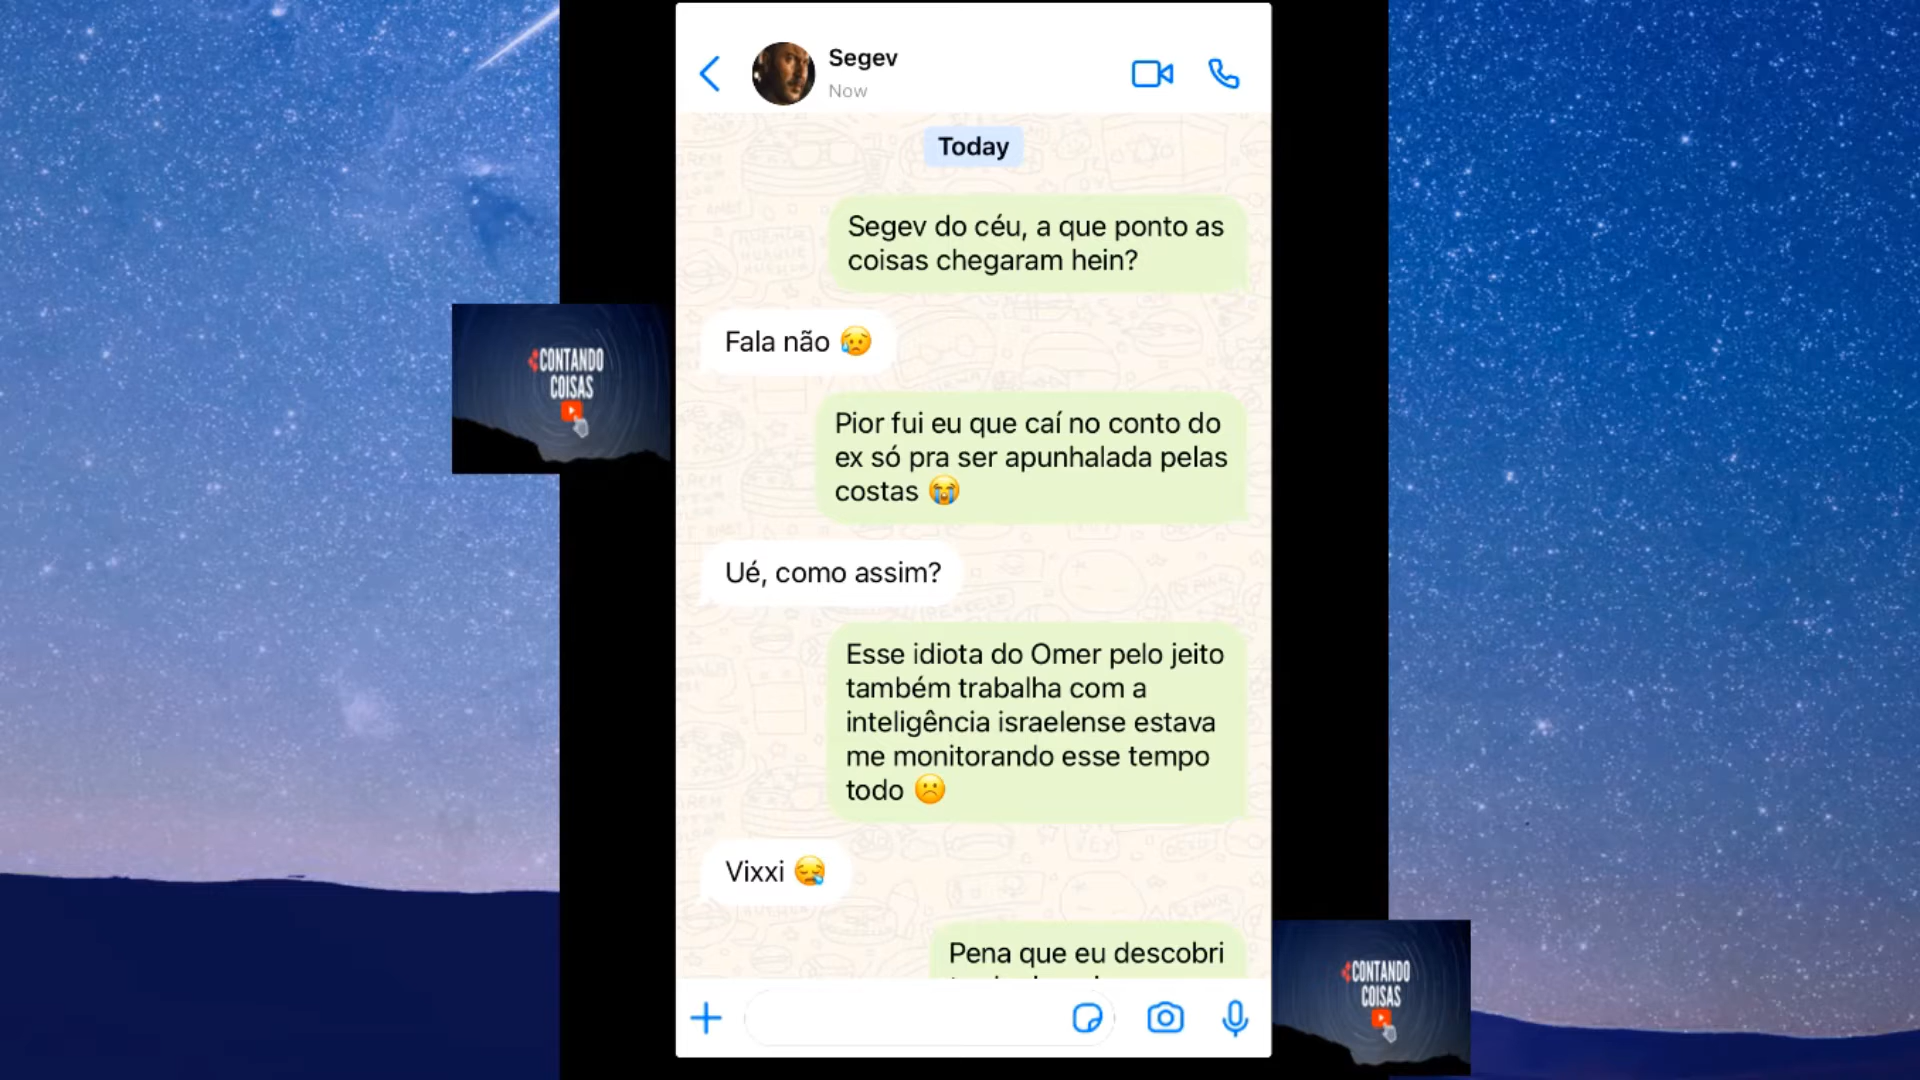 Segev
Now
Today
Segev do céu, a que ponto as
coisas chegaram hein?
Fala não 😥
Pior fui eu que caí no conto do
ex só pra ser apunhalada pelas
costas 😭
Ué, como assim?
Esse idiota do Omer pelo jeito
também trabalha com a
inteligência israelense estava
me monitorando esse tempo
todo ☹️
Vixxi 😪
Pena que eu descobri
CONTANDO
COISAS
CONTANDO
COISAS